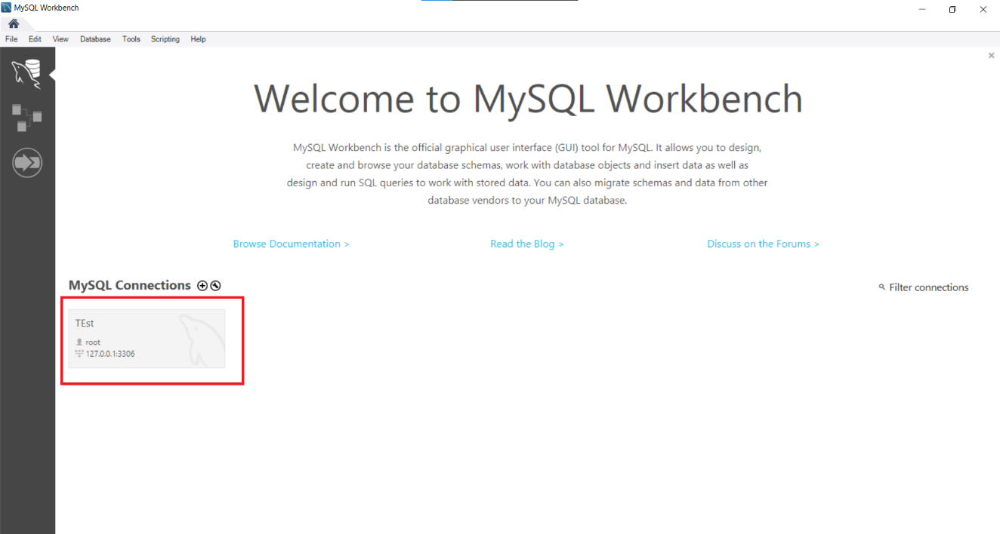 MySQL Workbench
File Edit View Database Tools Scripting Help
Welcome to MySQL Workbench
MySQL Workbench is the official graphical user interface (GUI) tool for MySQL. It allows you to design,
create and browse your database schemas, work with database objects and insert data as well as
design and run SQL queries to work with stored data. You can also migrate schemas and data from other
database vendors to your MySQL database.
Browse Documentation > Read the Blog > Discuss on the Forums >
MySQL Connections
Filter connections
TEst
root
127.0.0.1:3306